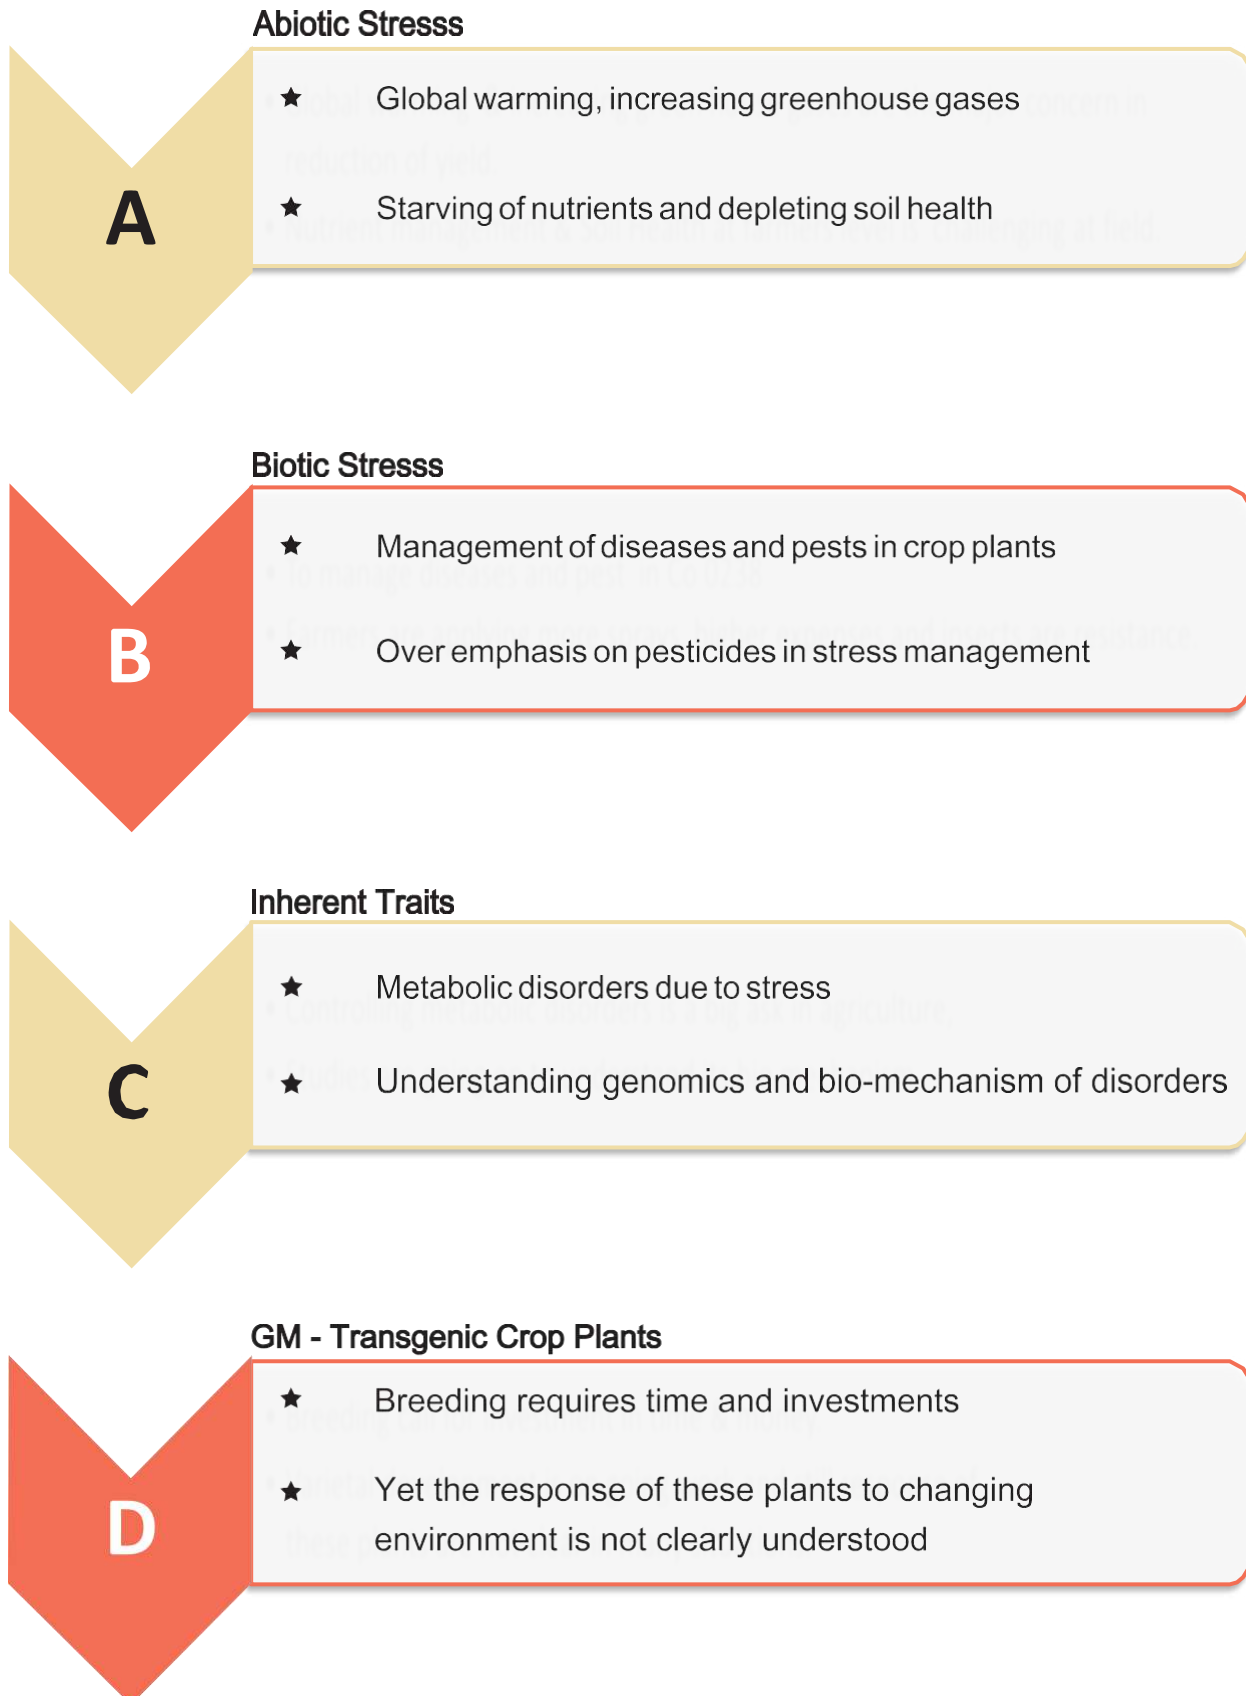 Abiotic Stresss
A
★ Global warming, increasing greenhouse gases
★ Starving of nutrients and depleting soil health
Biotic Stresss
B
★ Management of diseases and pests in crop plants
★ Over emphasis on pesticides in stress management
Inherent Traits
C
★ Metabolic disorders due to stress
★ Understanding genomics and bio-mechanism of disorders
GM - Transgenic Crop Plants
D
★ Breeding requires time and investments
★ Yet the response of these plants to changing
environment is not clearly understood